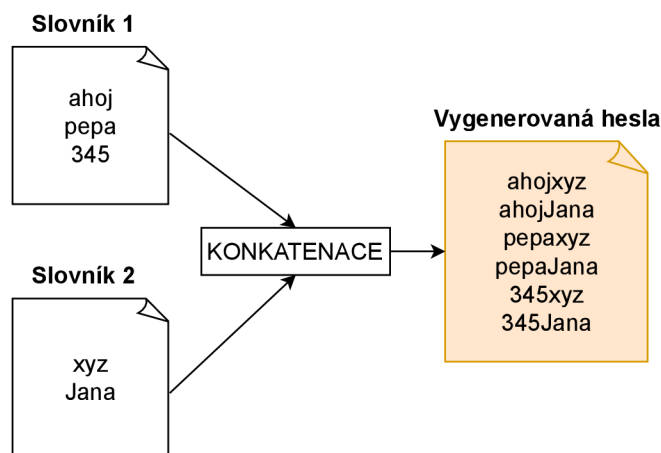 Slovník 1
ahoj
pepa
345
Slovník 2
xyz
Jana
KONKATENACE
Vygenerovaná hesla
ahojxyz
ahojJana
pepaxyz
pepaJana
345xyz
345Jana